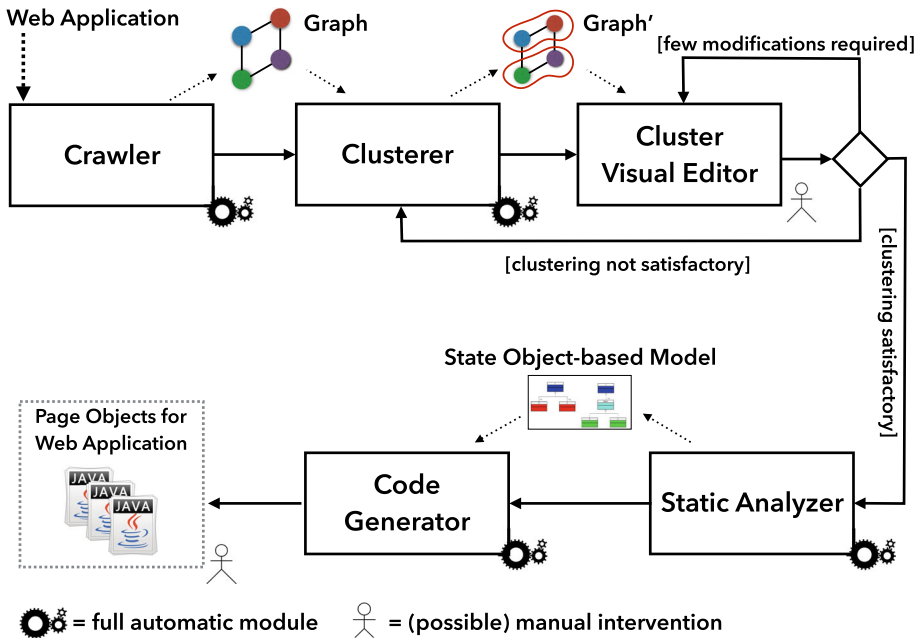 Web Application
Graph
Graph’
[few modifications required]
Crawler
Clusterer
Cluster
Visual Editor
[clustering not satisfactory]
[clustering satisfactory]
State Object-based Model
Page Objects for
Web Application
JAVA
JAVA
JAVA
Code
Generator
Static Analyzer
= full automatic module
= (possible) manual intervention